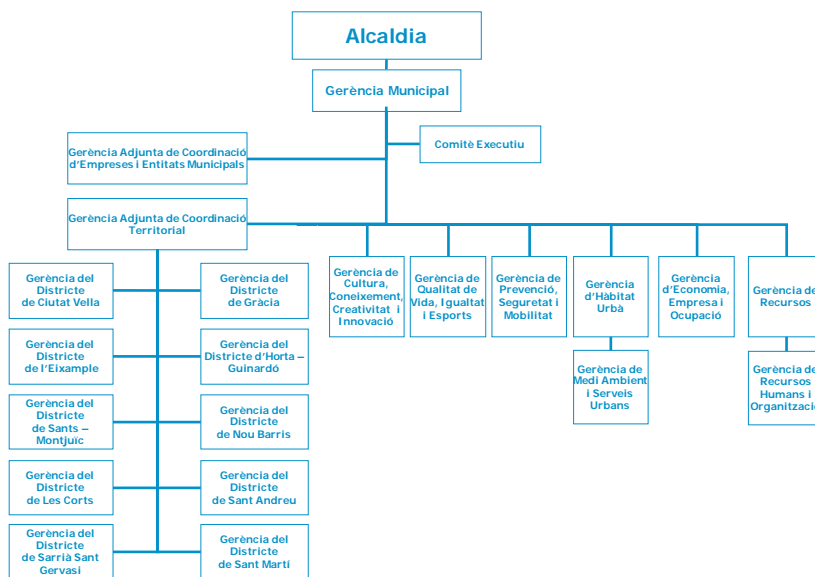 Alcaldia
Gerència Municipal
Comitè Executiu
Gerència Adjunta de Coordinació
d'Empreses i Entitats Municipals
Gerència Adjunta de Coordinació
Territorial
Gerència del
Districte
de Ciutat Vella
Gerència del
Districte
de Gràcia
Gerència del
Districte
de l'Eixample
Gerència del
Districte d'Horta –
Guinardó
Gerència del
Districte
de Sants –
Montjuïc
Gerència del
Districte
de Nou Barris
Gerència del
Districte
de Les Corts
Gerència del
Districte
de Sant Andreu
Gerència del
Districte
de Sarrià Sant
Gervasi
Gerència del
Districte
de Sant Martí
Gerència de
Cultura,
Coneixement,
Creativitat i
Innovació
Gerència de
Qualitat de
Vida, Igualtat
i Esports
Gerència de
Prevenció,
Seguretat i
Mobilitat
Gerència
d'Hàbitat
Urbà
Gerència
d'Economia,
Empresa i
Ocupació
Gerència de
Recursos
Gerència de
Medi Ambient
i Serveis
Urbans
Gerència de
Recursos
Humans i
Organització